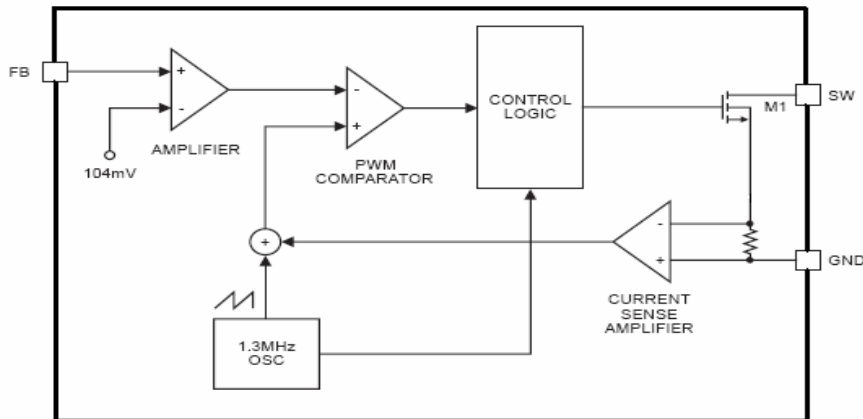 FB
+
-
AMPLIFIER
104mV
-
+
PWM
COMPARATOR
CONTROL
LOGIC
M1
SW
+
-
+
GND
CURRENT
SENSE
AMPLIFIER
1.3MHz
OSC